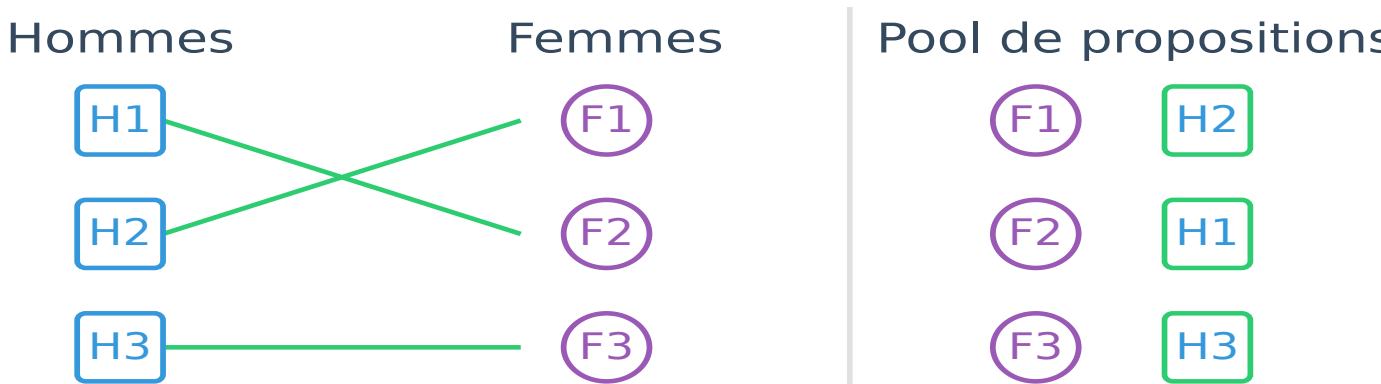 Hommes Femmes Pool de propositions
H1 F1 F1 H2
H2 F2 F2 H1
H3 F3 F3 H3